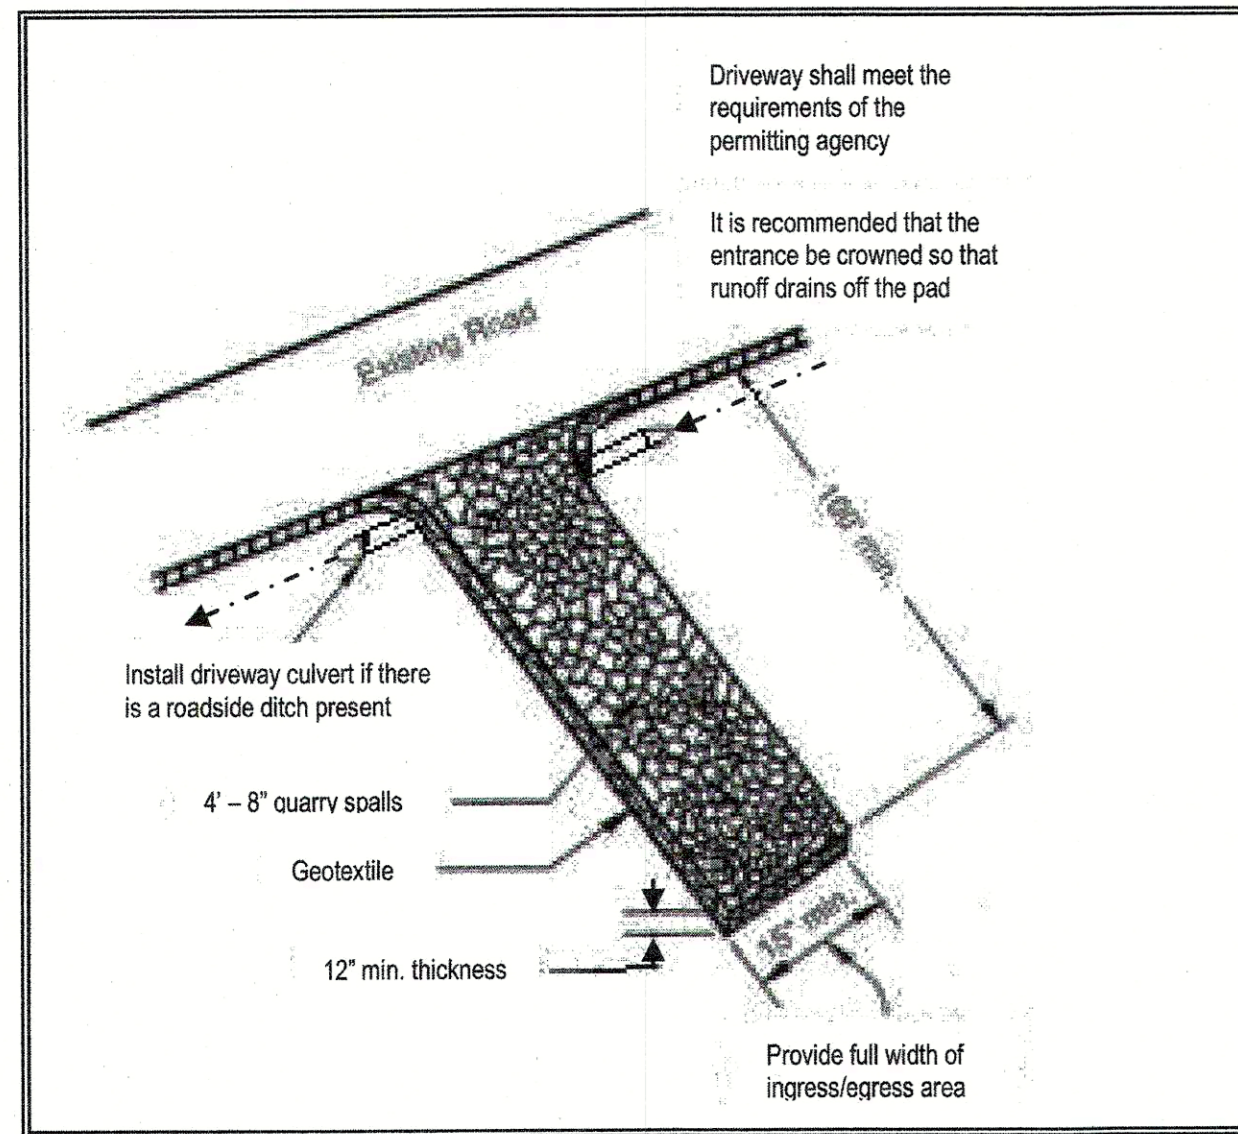 Driveway shall meet the
requirements of the
permitting agency
It is recommended that the
entrance be crowned so that
runoff drains off the pad
Existing Road
Install driveway culvert if there
is a roadside ditch present
4’ – 8” quarry spalls
Geotextile
12” min. thickness
15' min.
Provide full width of
ingress/egress area